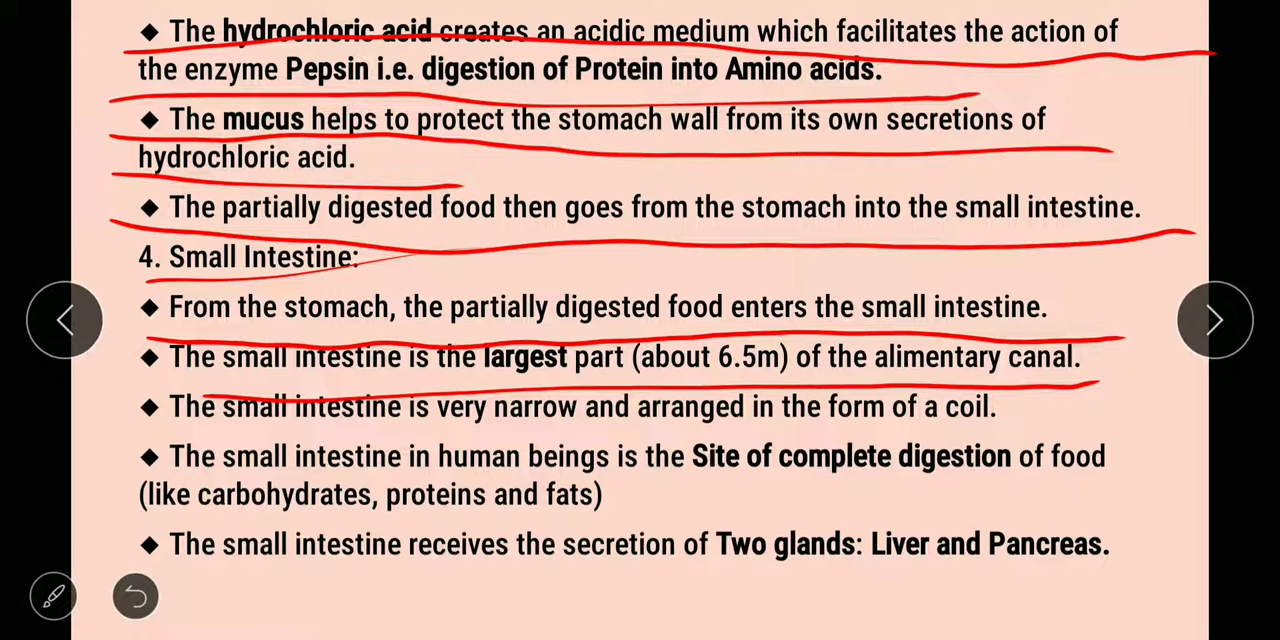 ◆ The hydrochloric acid creates an acidic medium which facilitates the action of
the enzyme Pepsin i.e. digestion of Protein into Amino acids.
◆ The mucus helps to protect the stomach wall from its own secretions of
hydrochloric acid.
◆ The partially digested food then goes from the stomach into the small intestine.
4. Small Intestine:
◆ From the stomach, the partially digested food enters the small intestine.
◆ The small intestine is the largest part (about 6.5m) of the alimentary canal.
◆ The small intestine is very narrow and arranged in the form of a coil.
◆ The small intestine in human beings is the Site of complete digestion of food
(like carbohydrates, proteins and fats)
◆ The small intestine receives the secretion of Two glands: Liver and Pancreas.